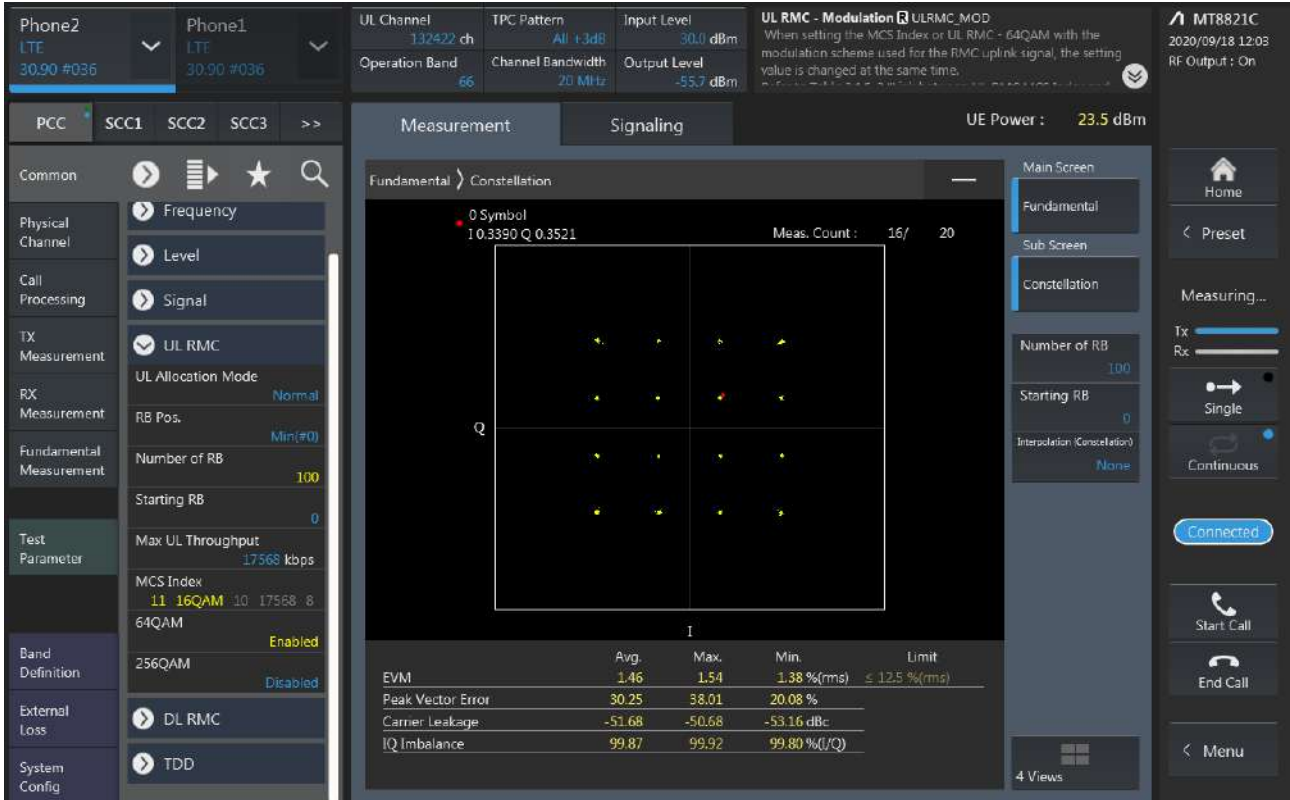 Phone2
LTE
30.90 #036
Phone1
LTE
30.90 #036
UL Channel
132422 ch
TPC Pattern
All +3dB
Input Level
30.0 dBm
Operation Band
66
Channel Bandwidth
20 MHz
Output Level
-55.7 dBm
UL RMC - Modulation R ULRMC_MOD
When setting the MCS Index or UL RMC - 64QAM with the
modulation scheme used for the RMC uplink signal, the setting
value is changed at the same time.
MT8821C
2020/09/18 12:03
RF Output : On
PCC SCC1 SCC2 SCC3 >>
Measurement
Signaling
UE Power : 23.5 dBm
Common
Physical
Channel
Call
Processing
TX
Measurement
RX
Measurement
Fundamental
Measurement
Test
Parameter
Band
Definition
External
Loss
System
Config
Frequency
Level
Signal
UL RMC
UL Allocation Mode
Normal
RB Pos.
Min(#0)
Number of RB
100
Starting RB
0
Max UL Throughput
17568 kbps
MCS Index
11 16QAM 10 17568 8
64QAM
Enabled
256QAM
Disabled
DL RMC
TDD
Fundamental 〉 Constellation
0 Symbol
I 0.3390 Q 0.3521
Meas. Count : 16/ 20
Q
I
Avg. Max. Min. Limit
EVM 1.46 1.54 1.38 %(rms) ≤ 12.5 %(rms)
Peak Vector Error 30.25 38.01 20.08 %
Carrier Leakage -51.68 -50.68 -53.16 dBc
IQ Imbalance 99.87 99.92 99.80 %(I/Q)
Main Screen
Fundamental
Sub Screen
Constellation
Number of RB
100
Starting RB
0
Interpolation (Constellation)
None
4 Views
Home
< Preset
Measuring...
Tx
Rx
Single
Continuous
Connected
Start Call
End Call
< Menu